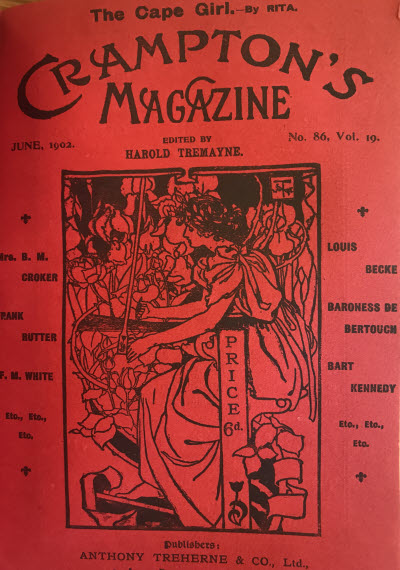 The Cape Girl.—By RITA.
CRAMPTON'S
MAGAZINE
JUNE, 1902.
EDITED BY
HAROLD TREMAYNE.
No. 86, Vol. 19.
Mrs. B. M.
CROKER
RUTTER
F. M. WHITE
Etc., Etc.,
Etc.
LOUIS
BECKE
BARONESS DE
BERTOUCH
BART
KENNEDY
Etc., Etc.,
Etc.
PRICE
6d.
Publishers:
ANTHONY TREHERNE & CO., Ltd.,